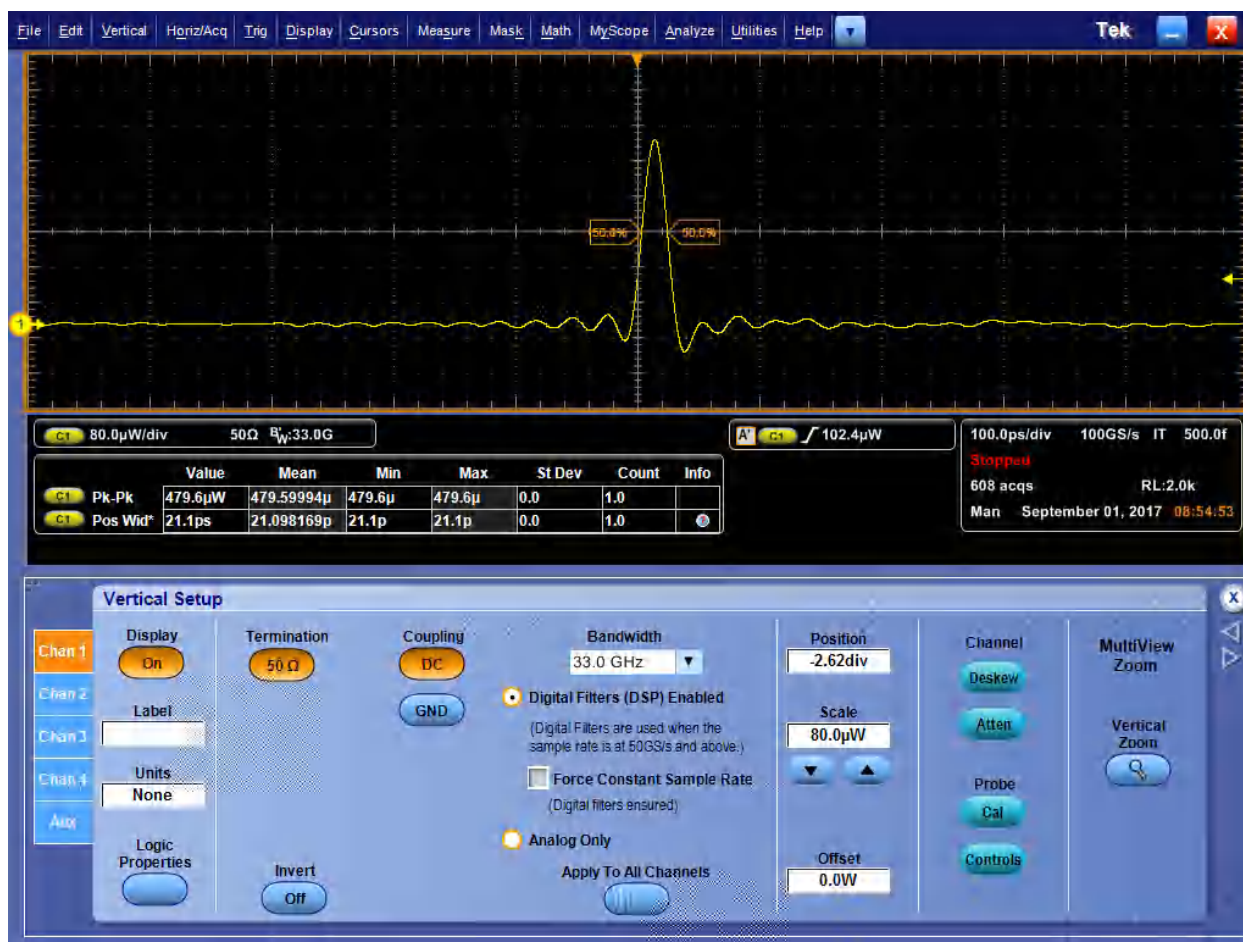 File Edit Vertical Horiz/Acq Trig Display Cursors Measure Mask Math MyScope Analyze Utilities Help Tek X
50.0% 50.0%
1
C1 80.0µW/div 50Ω BW:33.0G
A' C1 102.4µW
100.0ps/div 100GS/s IT 500.0f
Stopped
608 acqs RL:2.0k
Man September 01, 2017 08:54:53
Value Mean Min Max St Dev Count Info
C1 Pk-Pk 479.6µW 479.59994µ 479.6µ 479.6µ 0.0 1.0
C1 Pos Wid* 21.1ps 21.098169p 21.1p 21.1p 0.0 1.0
Vertical Setup
X
Chan 1
Chan 2
Chan 3
Chan 4
Aux
Display
On
Label
Units
None
Logic
Properties
Termination
50 Ω
Invert
Off
Coupling
DC
GND
Bandwidth
33.0 GHz
Digital Filters (DSP) Enabled
(Digital Filters are used when the
sample rate is at 50GS/s and above.)
Force Constant Sample Rate
(Digital filters ensured)
Analog Only
Apply To All Channels
Position
-2.62div
Scale
80.0µW
Offset
0.0W
Channel
Deskew
Atten
Probe
Cal
Controls
MultiView
Zoom
Vertical
Zoom